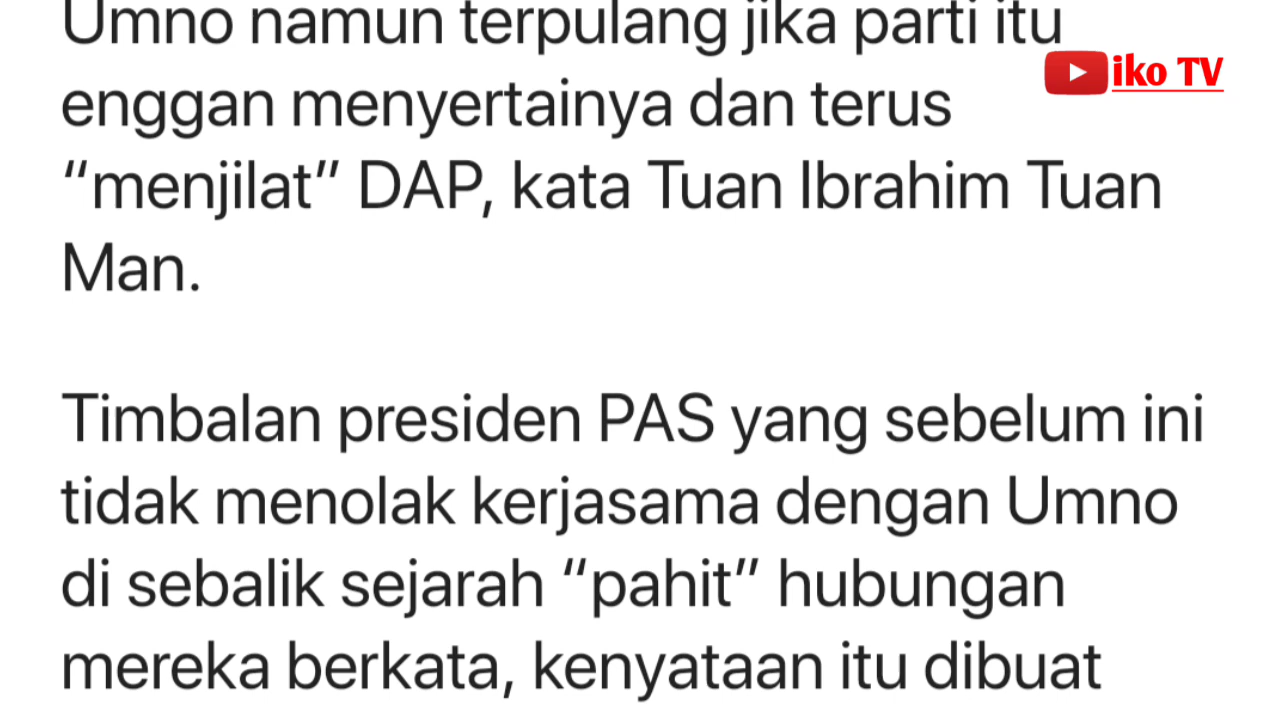 Umno namun terpulang jika parti itu
iko TV
enggan menyertainya dan terus
“menjilat” DAP, kata Tuan Ibrahim Tuan
Man.
Timbalan presiden PAS yang sebelum ini
tidak menolak kerjasama dengan Umno
di sebalik sejarah “pahit” hubungan
mereka berkata, kenyataan itu dibuat